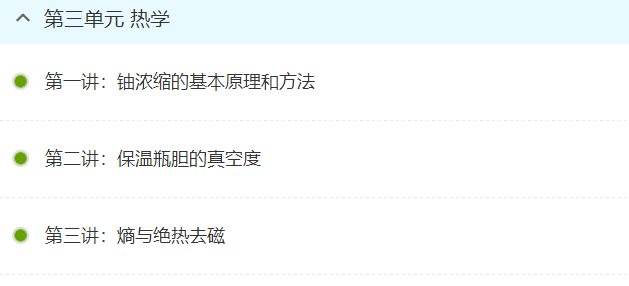 第三单元 热学
第一讲：铀浓缩的基本原理和方法
第二讲：保温瓶胆的真空度
第三讲：熵与绝热去磁